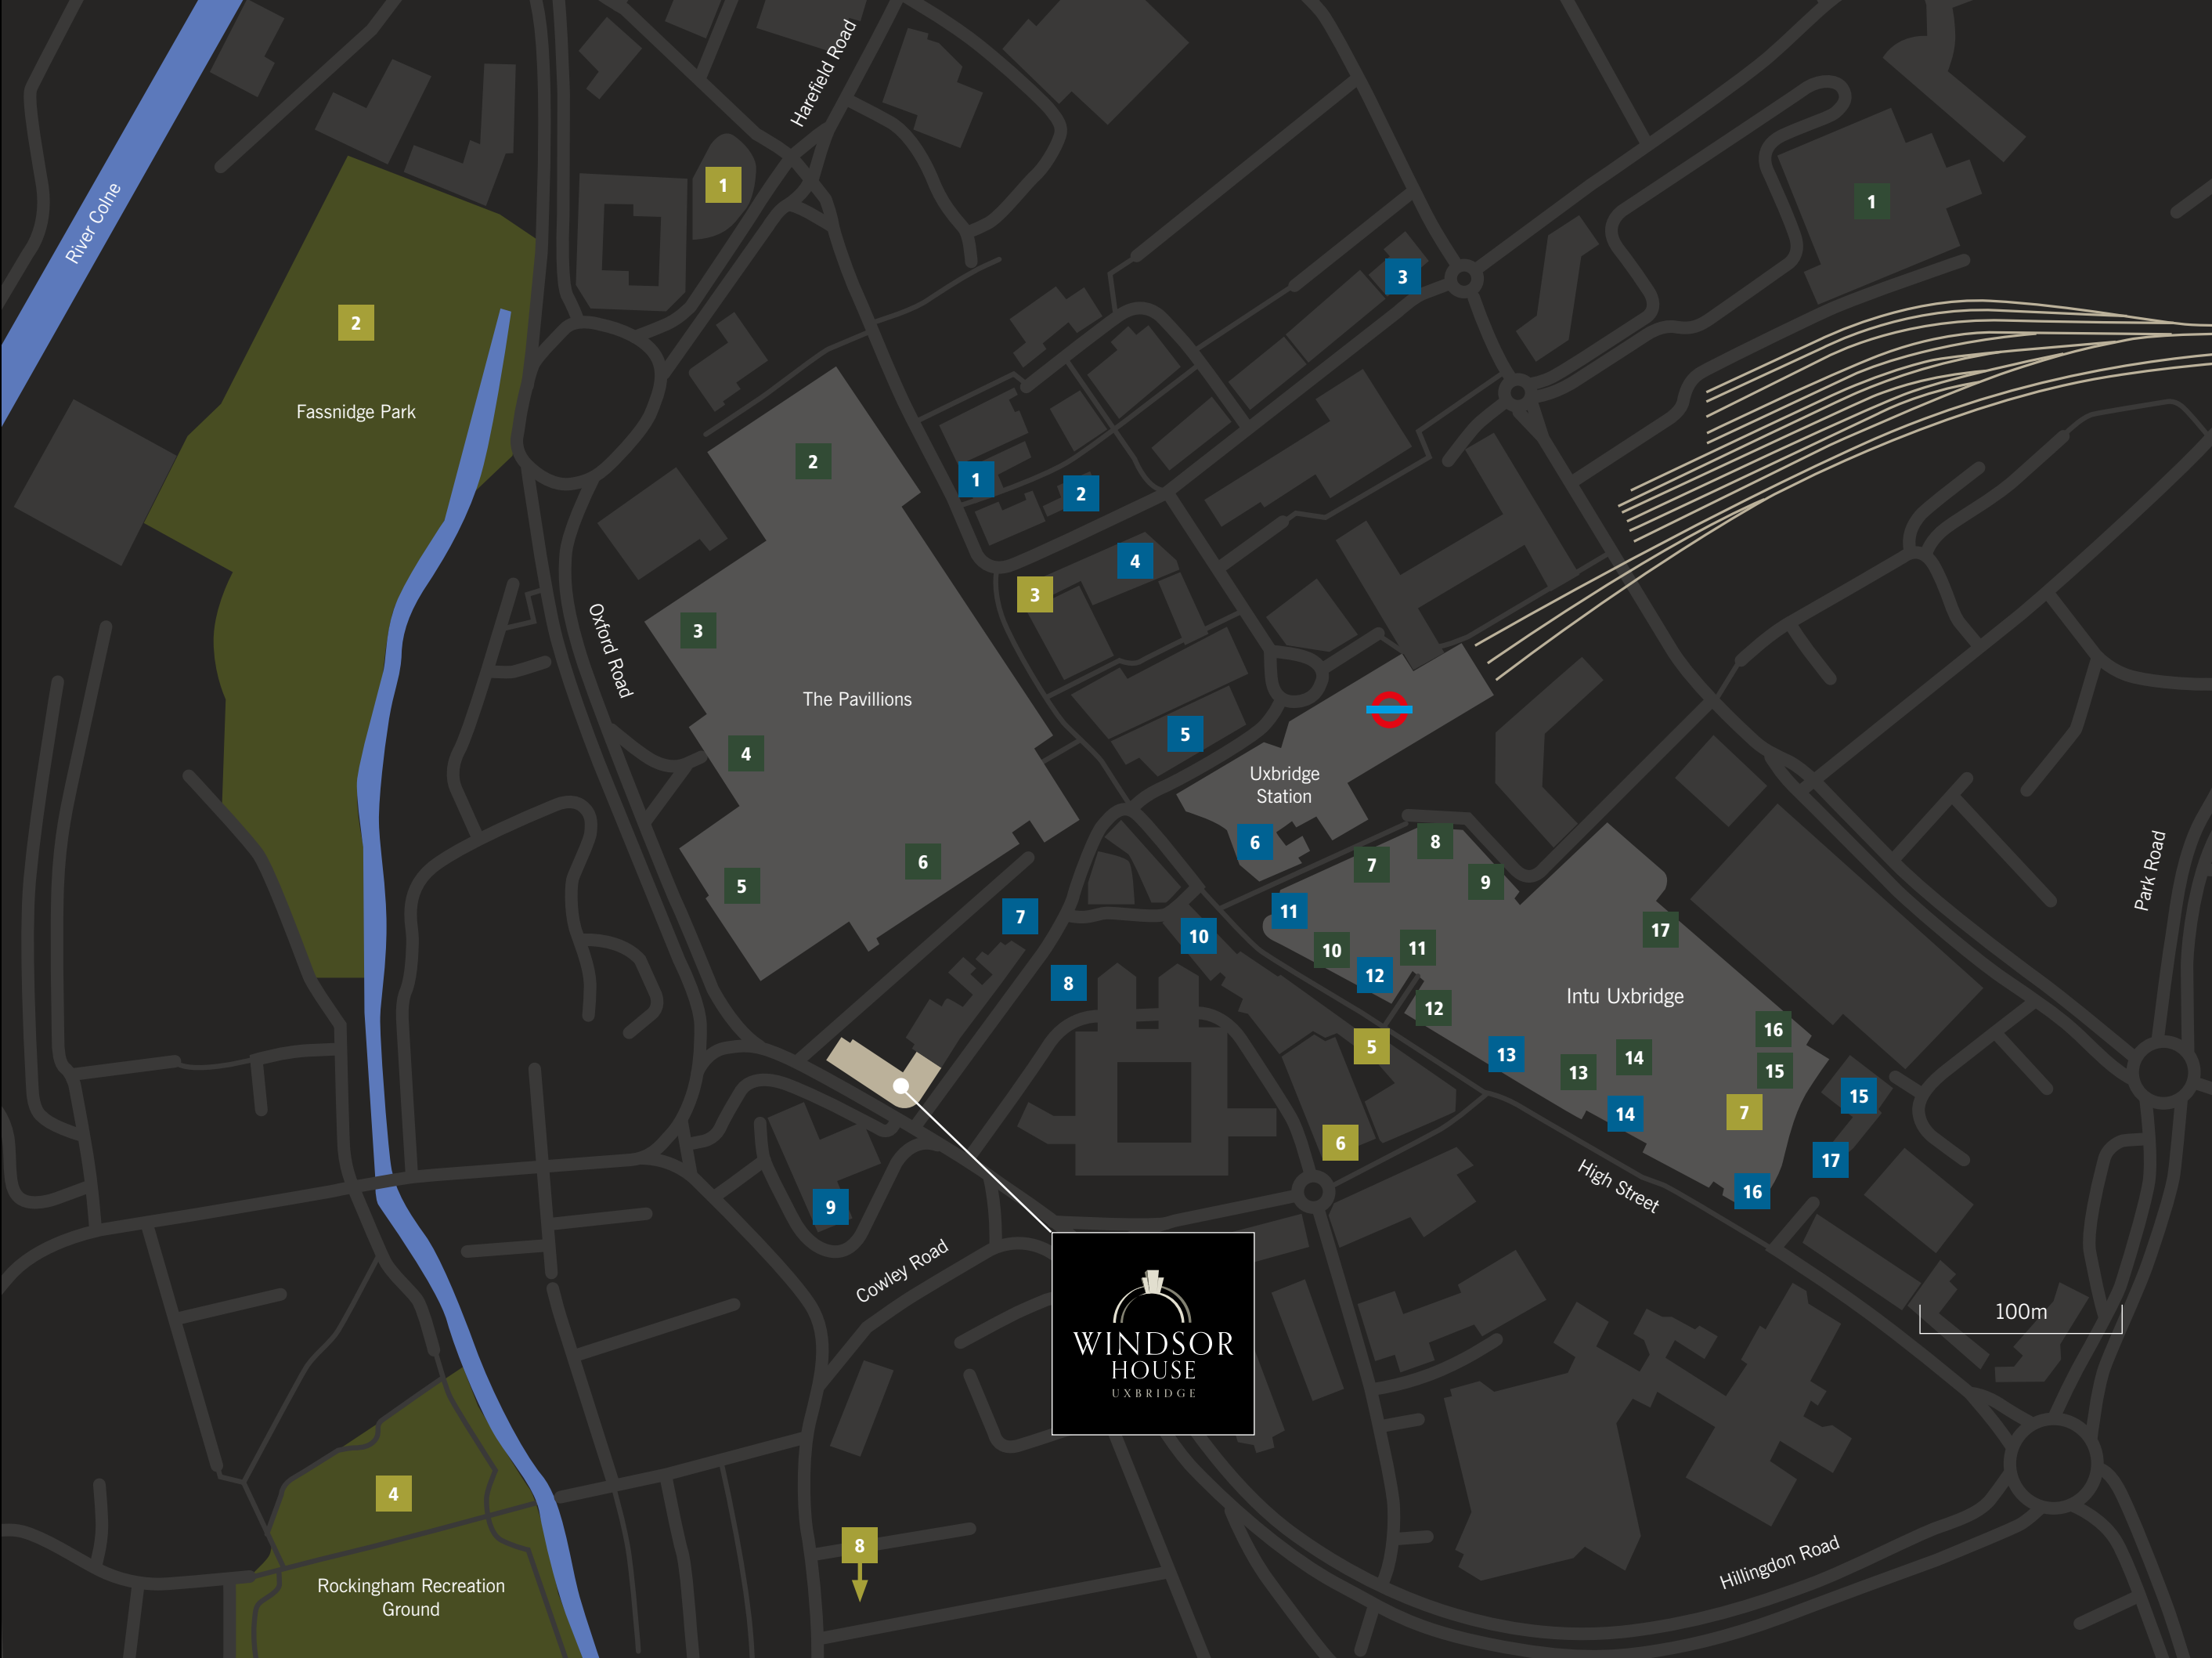 Harefield Road
River Colne
1
1
3
2
Fassnidge Park
2
1
2
4
3
3
Oxford Road
The Pavillions
4
5
Uxbridge
Station
6
8
7
9
6
5
Park Road
11
7
17
10
10
11
12
8
Intu Uxbridge
12
16
5
13
14
13
15
15
14
7
6
17
High Street
16
9
Cowley Road
100m
WINDSOR
HOUSE
UXBRIDGE
4
8
Hillingdon Road
Rockingham Recreation
Ground